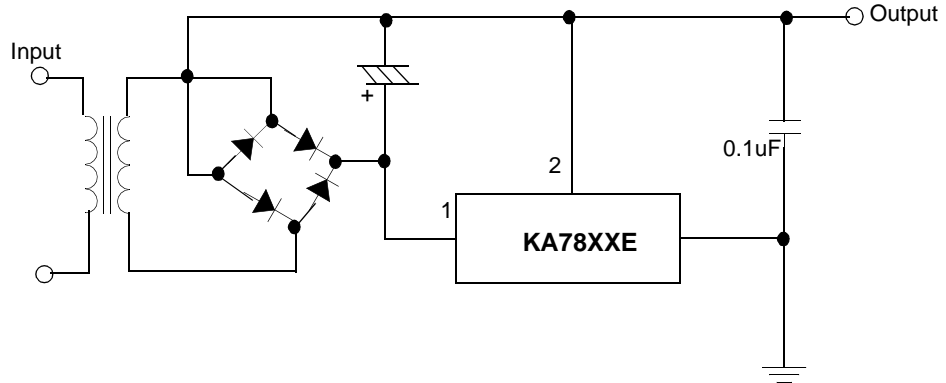 Output
Input
+
0.1uF
2
1
KA78XXE